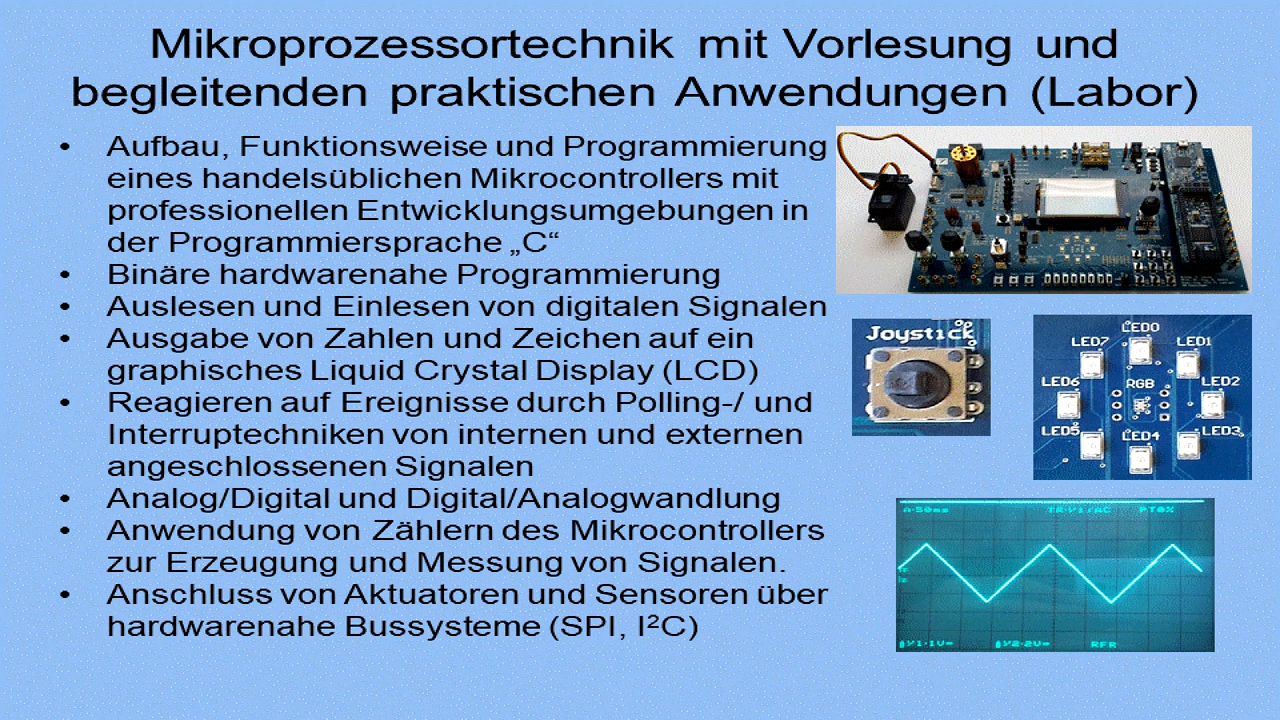 Mikroprozessortechnik mit Vorlesung und
begleitenden praktischen Anwendungen (Labor)
• Aufbau, Funktionsweise und Programmierung
eines handelsüblichen Mikrocontrollers mit
professionellen Entwicklungsumgebungen in
der Programmiersprache „C“
• Binäre hardwarenahe Programmierung
• Auslesen und Einlesen von digitalen Signalen
• Ausgabe von Zahlen und Zeichen auf ein
graphisches Liquid Crystal Display (LCD)
• Reagieren auf Ereignisse durch Polling-/ und
Interruptechniken von internen und externen
angeschlossenen Signalen
• Analog/Digital und Digital/Analogwandlung
• Anwendung von Zählern des Mikrocontrollers
zur Erzeugung und Messung von Signalen.
• Anschluss von Aktuatoren und Sensoren über
hardwarenahe Bussysteme (SPI, I²C)
Joystick
LED0
LED7 LED1
RGB
LED6 LED2
LED5 LED4 LED3
PT0%
RFR